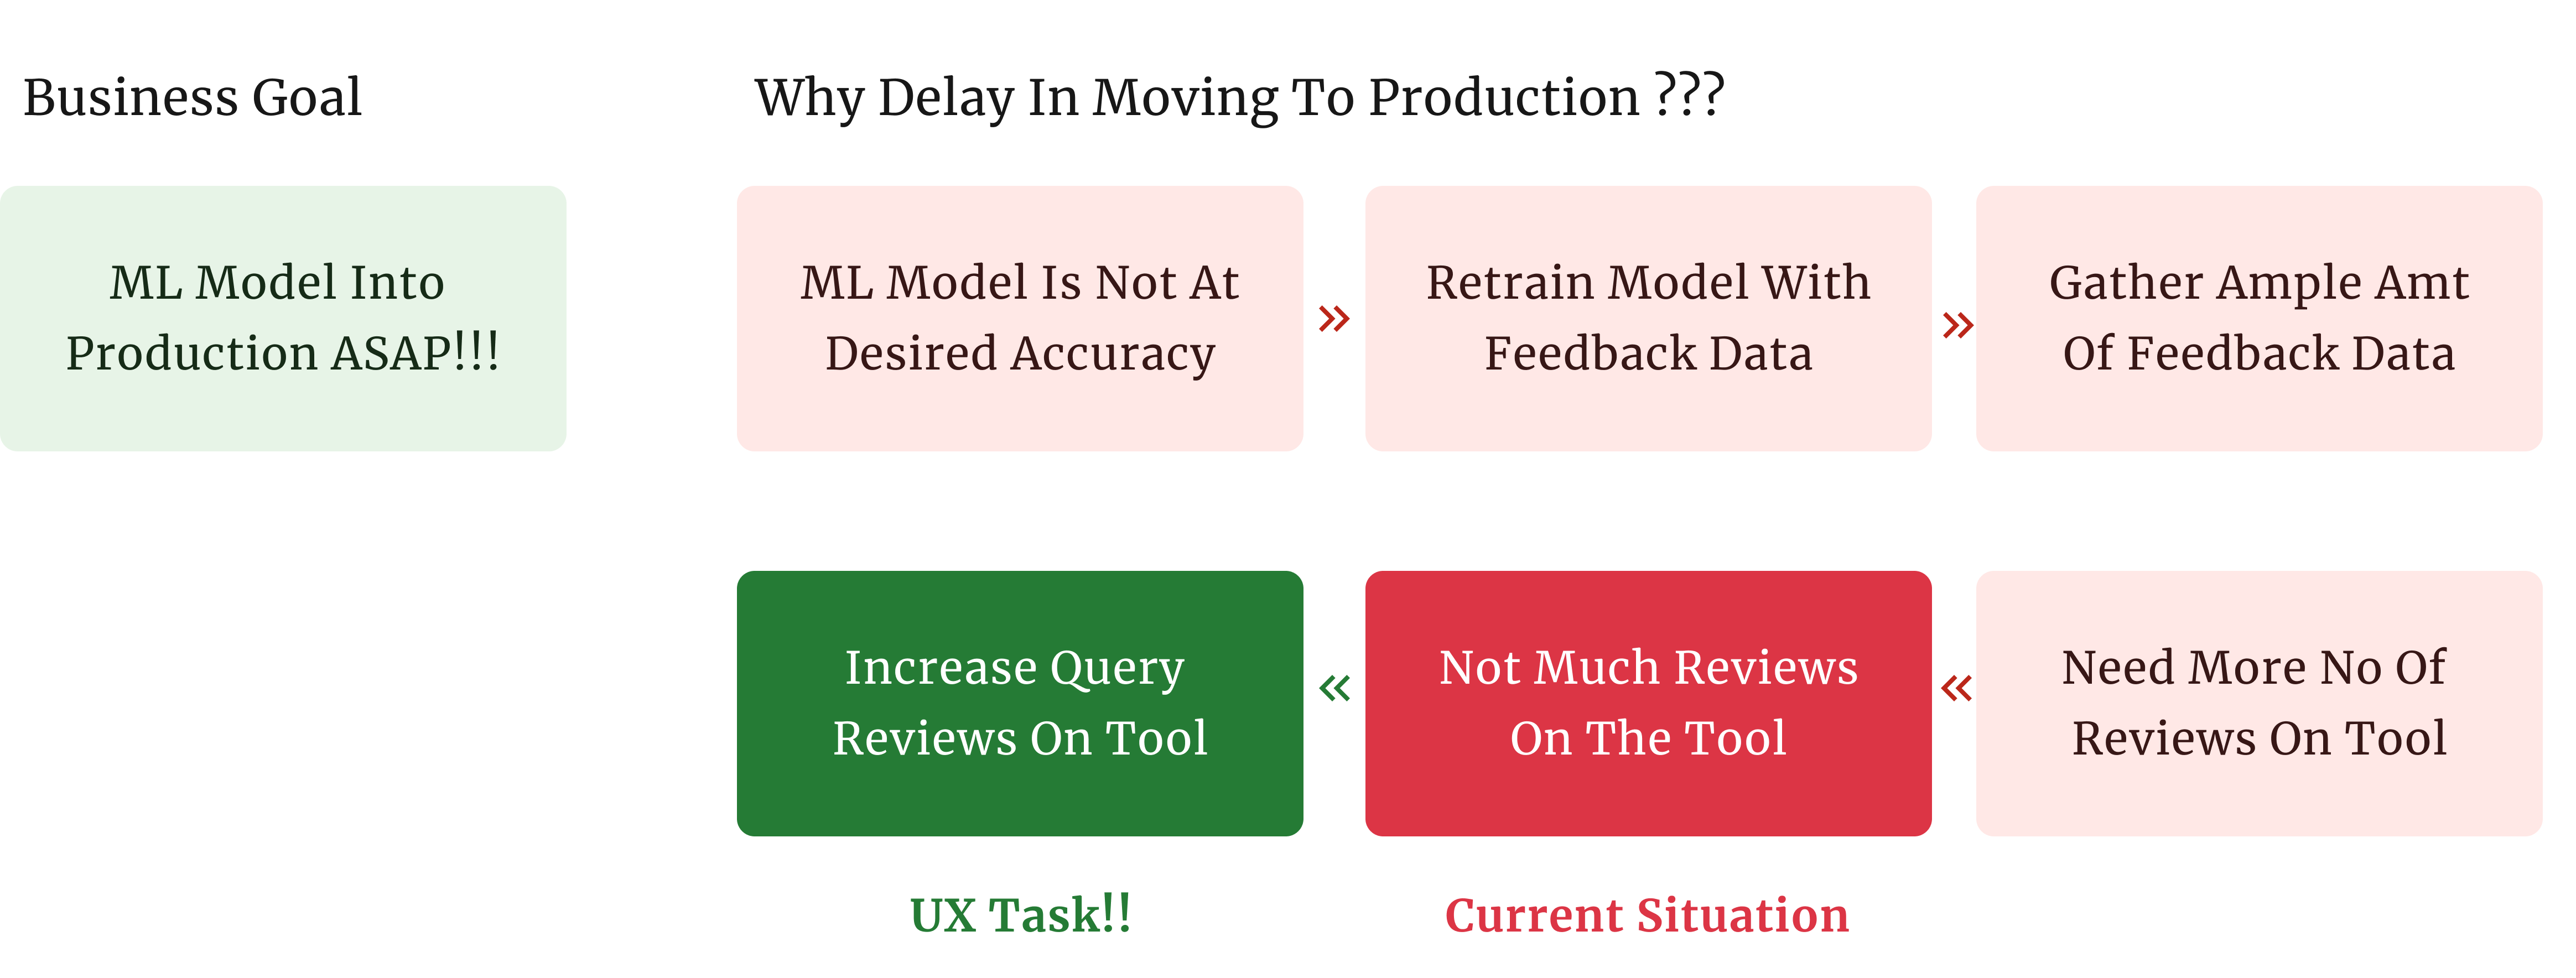 Business Goal
Why Delay In Moving To Production ???
ML Model Into
Production ASAP!!!
ML Model Is Not At
Desired Accuracy
Retrain Model With
Feedback Data
Gather Ample Amt
Of Feedback Data
Increase Query
Reviews On Tool
Not Much Reviews
On The Tool
Need More No Of
Reviews On Tool
UX Task!!
Current Situation